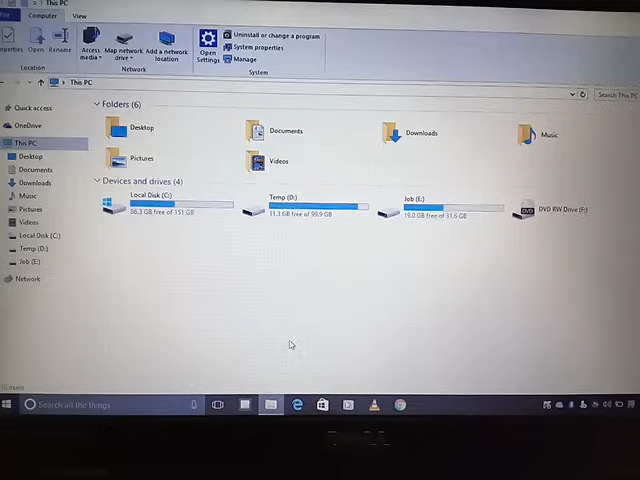 This PC
File Computer View
Properties Open Rename Access media Map network drive Add a network location Open Settings Uninstall or change a program
System properties
Manage
Location Network System
This PC Search This PC
Quick access
OneDrive
This PC
Desktop
Documents
Downloads
Music
Pictures
Videos
Local Disk (C:)
Temp (D:)
Job (E:)
Network
Folders (6)
Desktop Documents Downloads Music
Pictures Videos
Devices and drives (4)
Local Disk (C:)
86.3 GB free of 151 GB
Temp (D:)
11.3 GB free of 99.9 GB
Job (E:)
19.0 GB free of 31.6 GB
DVD RW Drive (F:)
DVD
10 items
Search all the things